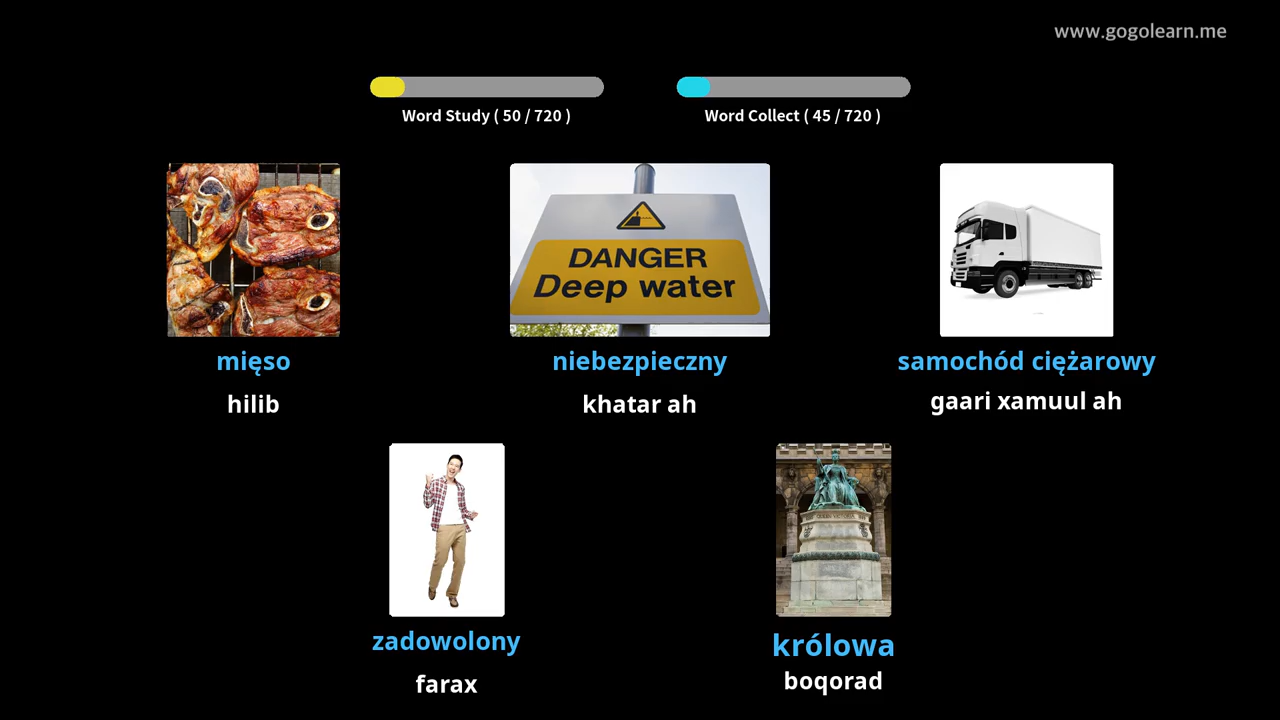 www.gogolearn.me
Word Study ( 50 / 720 )
Word Collect ( 45 / 720 )
DANGER
Deep water
mięso
niebezpieczny
samochód ciężarowy
hilib
khatar ah
gaari xamuul ah
zadowolony
królowa
farax
boqorad